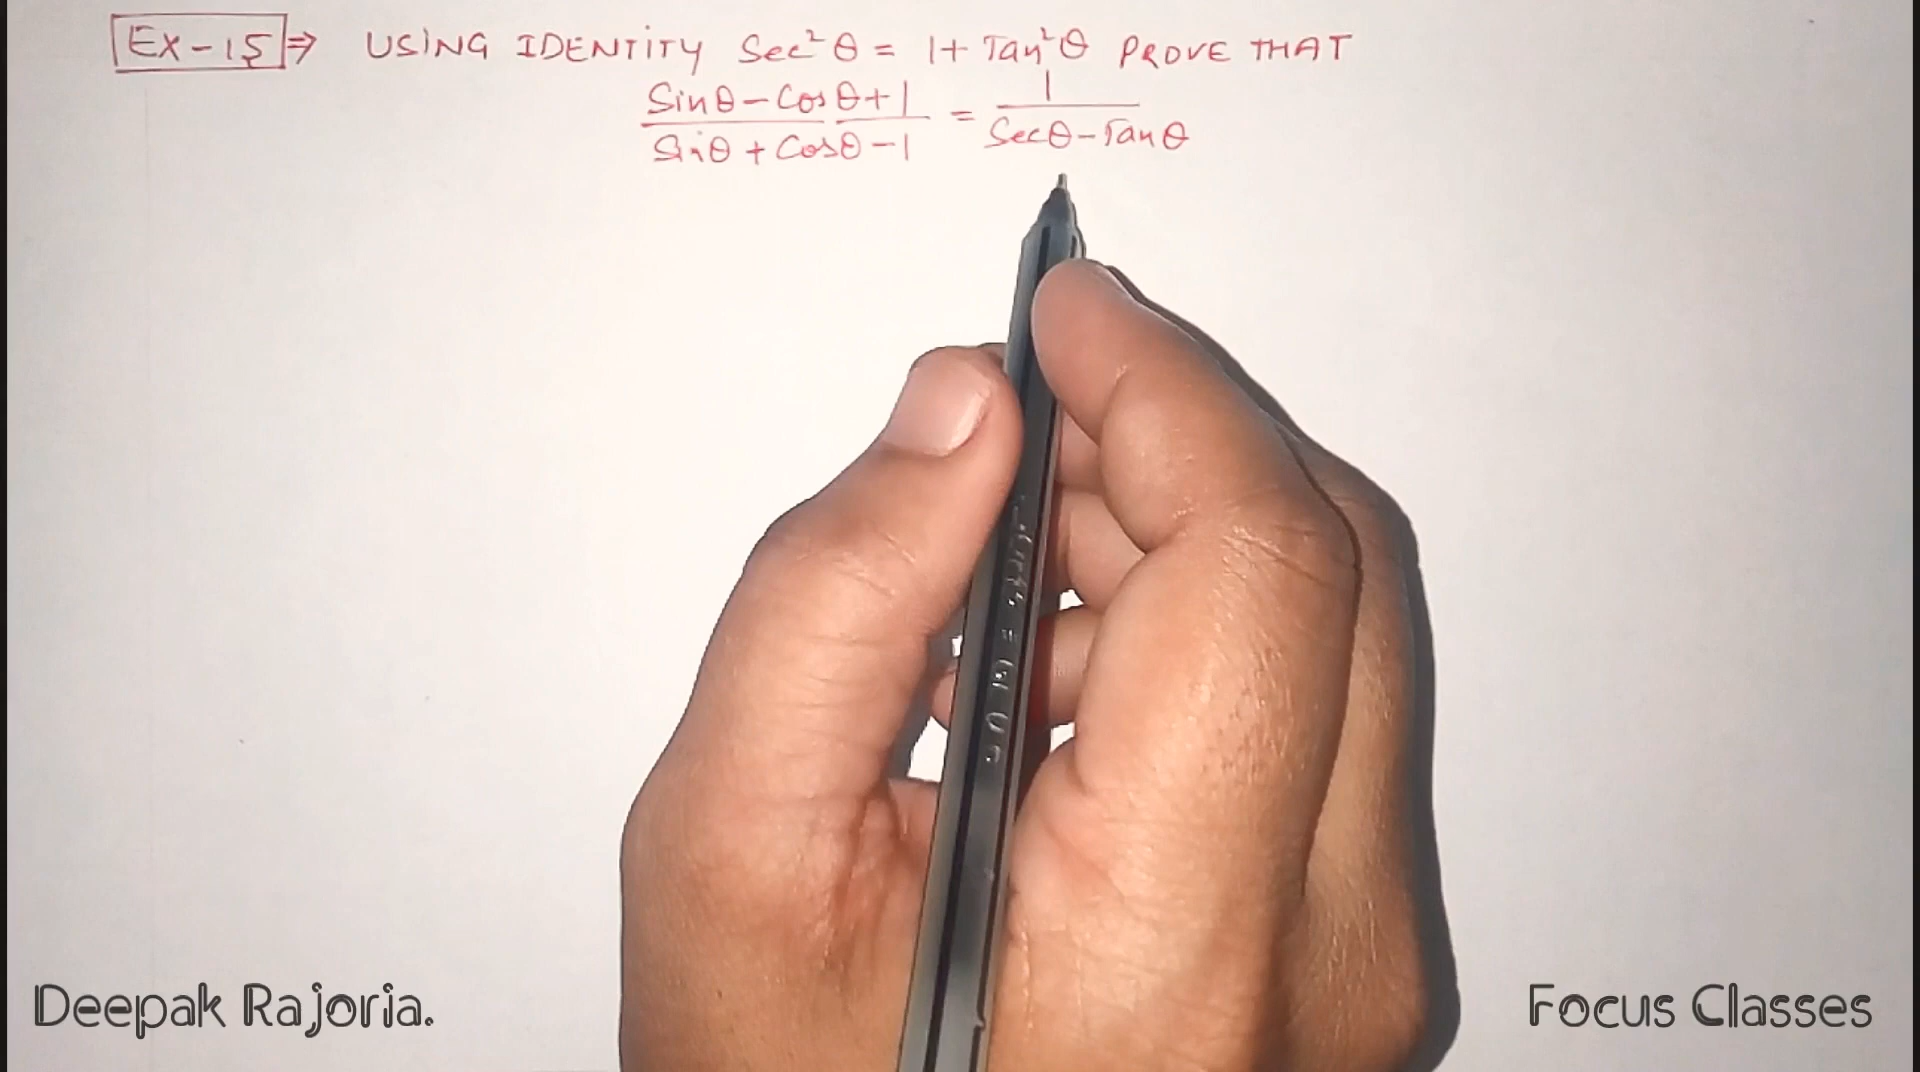 Ex-15 ⇒ USING IDENTITY Sec²θ = 1 + Tan²θ PROVE THAT
Sinθ - Cosθ + 1 / Sinθ + Cosθ - 1 = 1 / Secθ - Tanθ
Deepak Rajoria.
Focus Classes